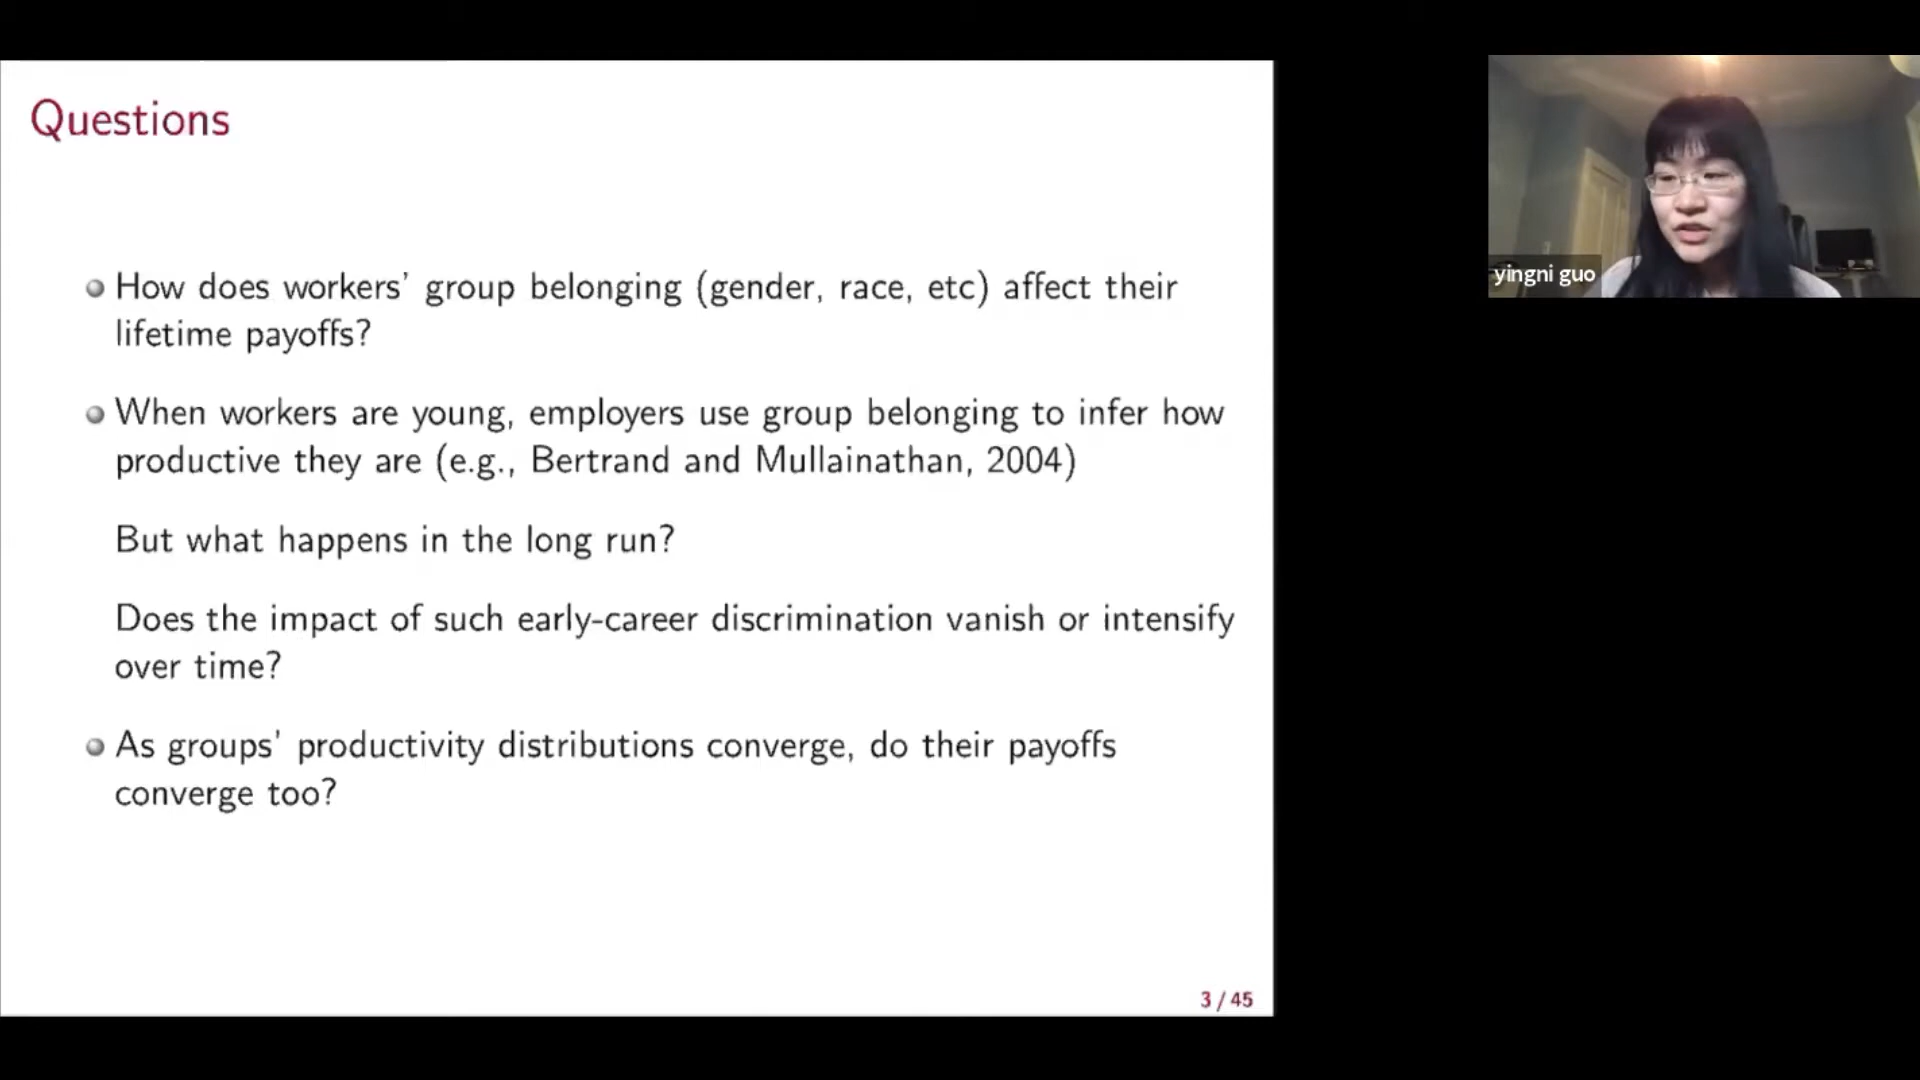 Questions
How does workers' group belonging (gender, race, etc) affect their
lifetime payoffs?
When workers are young, employers use group belonging to infer how
productive they are (e.g., Bertrand and Mullainathan, 2004)
But what happens in the long run?
Does the impact of such early-career discrimination vanish or intensify
over time?
As groups' productivity distributions converge, do their payoffs
converge too?
3 / 45
yingni guo